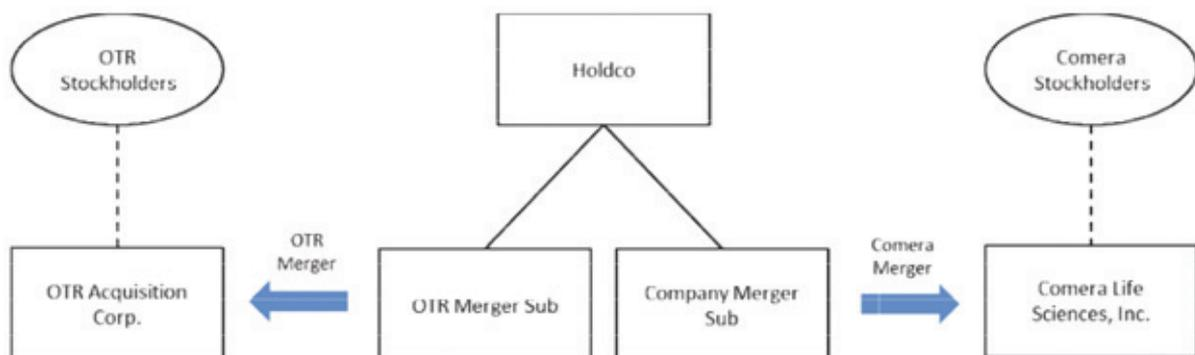 OTR
Stockholders
Holdco
Comera
Stockholders
OTR
Merger
Comera
Merger
OTR Acquisition
Corp.
OTR Merger Sub
Company Merger
Sub
Comera Life
Sciences, Inc.